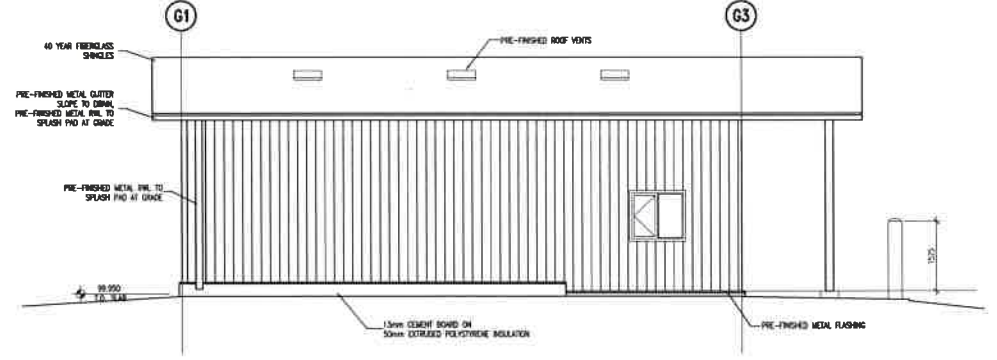 G1
G3
40 YEAR FIBERGLASS
SHINGLES
PRE-FINISHED ROOF VENTS
PRE-FINISHED METAL GUTTER
SLOPE TO DRAIN,
PRE-FINISHED METAL RWL TO
SPLASH PAD AT GRADE
PRE-FINISHED METAL RWL TO
SPLASH PAD AT GRADE
1525
99.950
T.O. SLAB
13mm CEMENT BOARD ON
50mm EXTRUDED POLYSTYRENE INSULATION
PRE-FINISHED METAL FLASHING